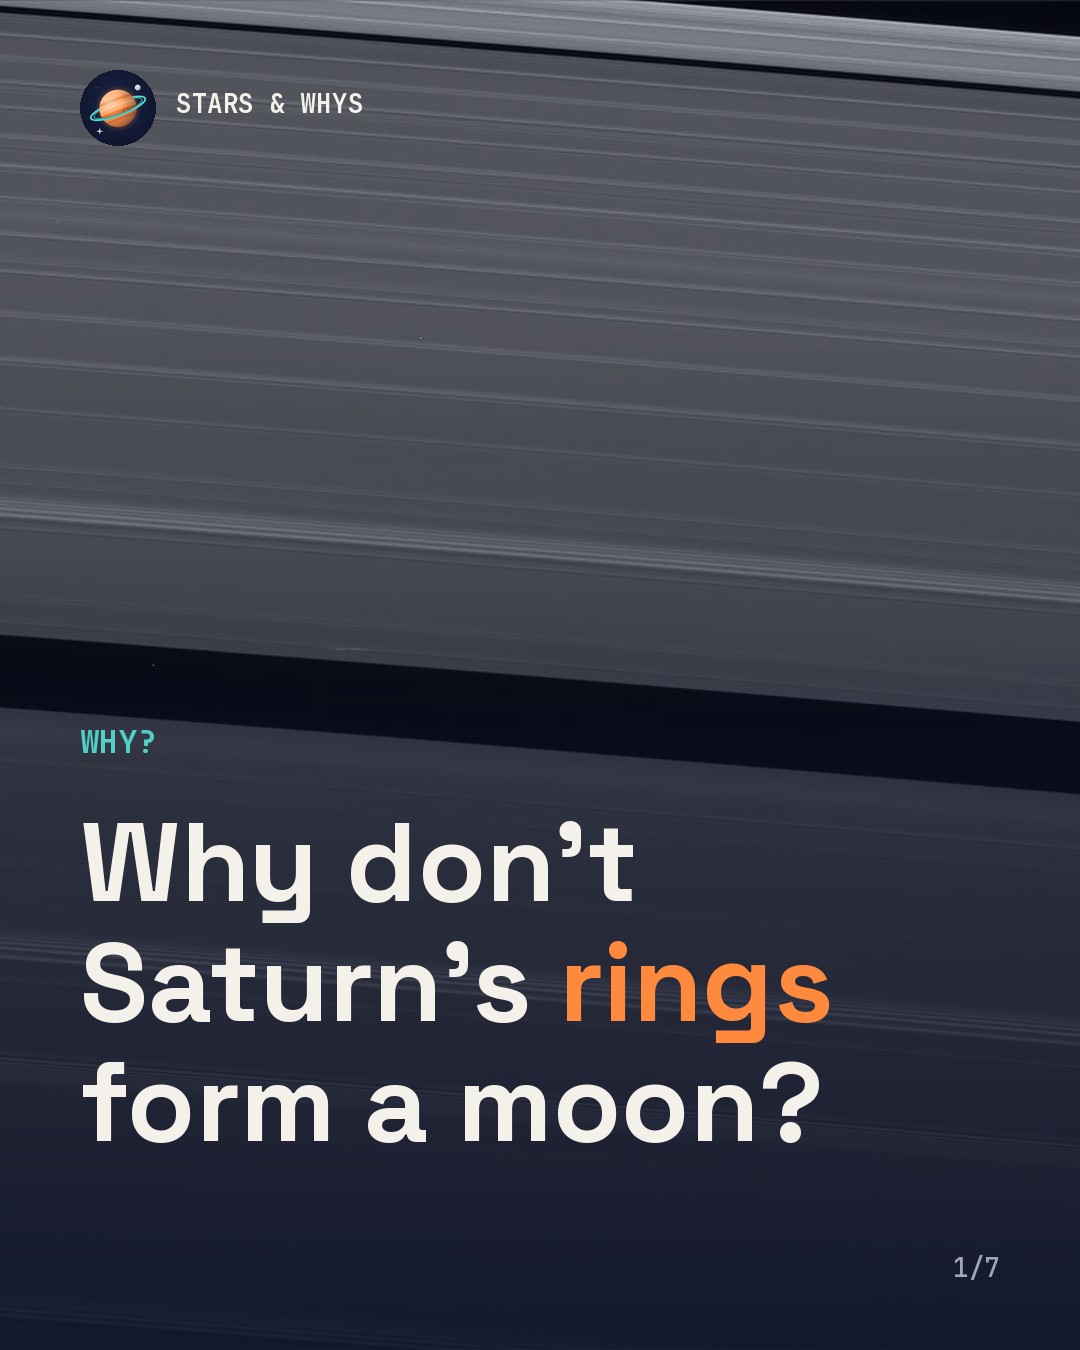 STARS & WHYS
WHY?
Why don’t
Saturn’s rings
form a moon?
1/7